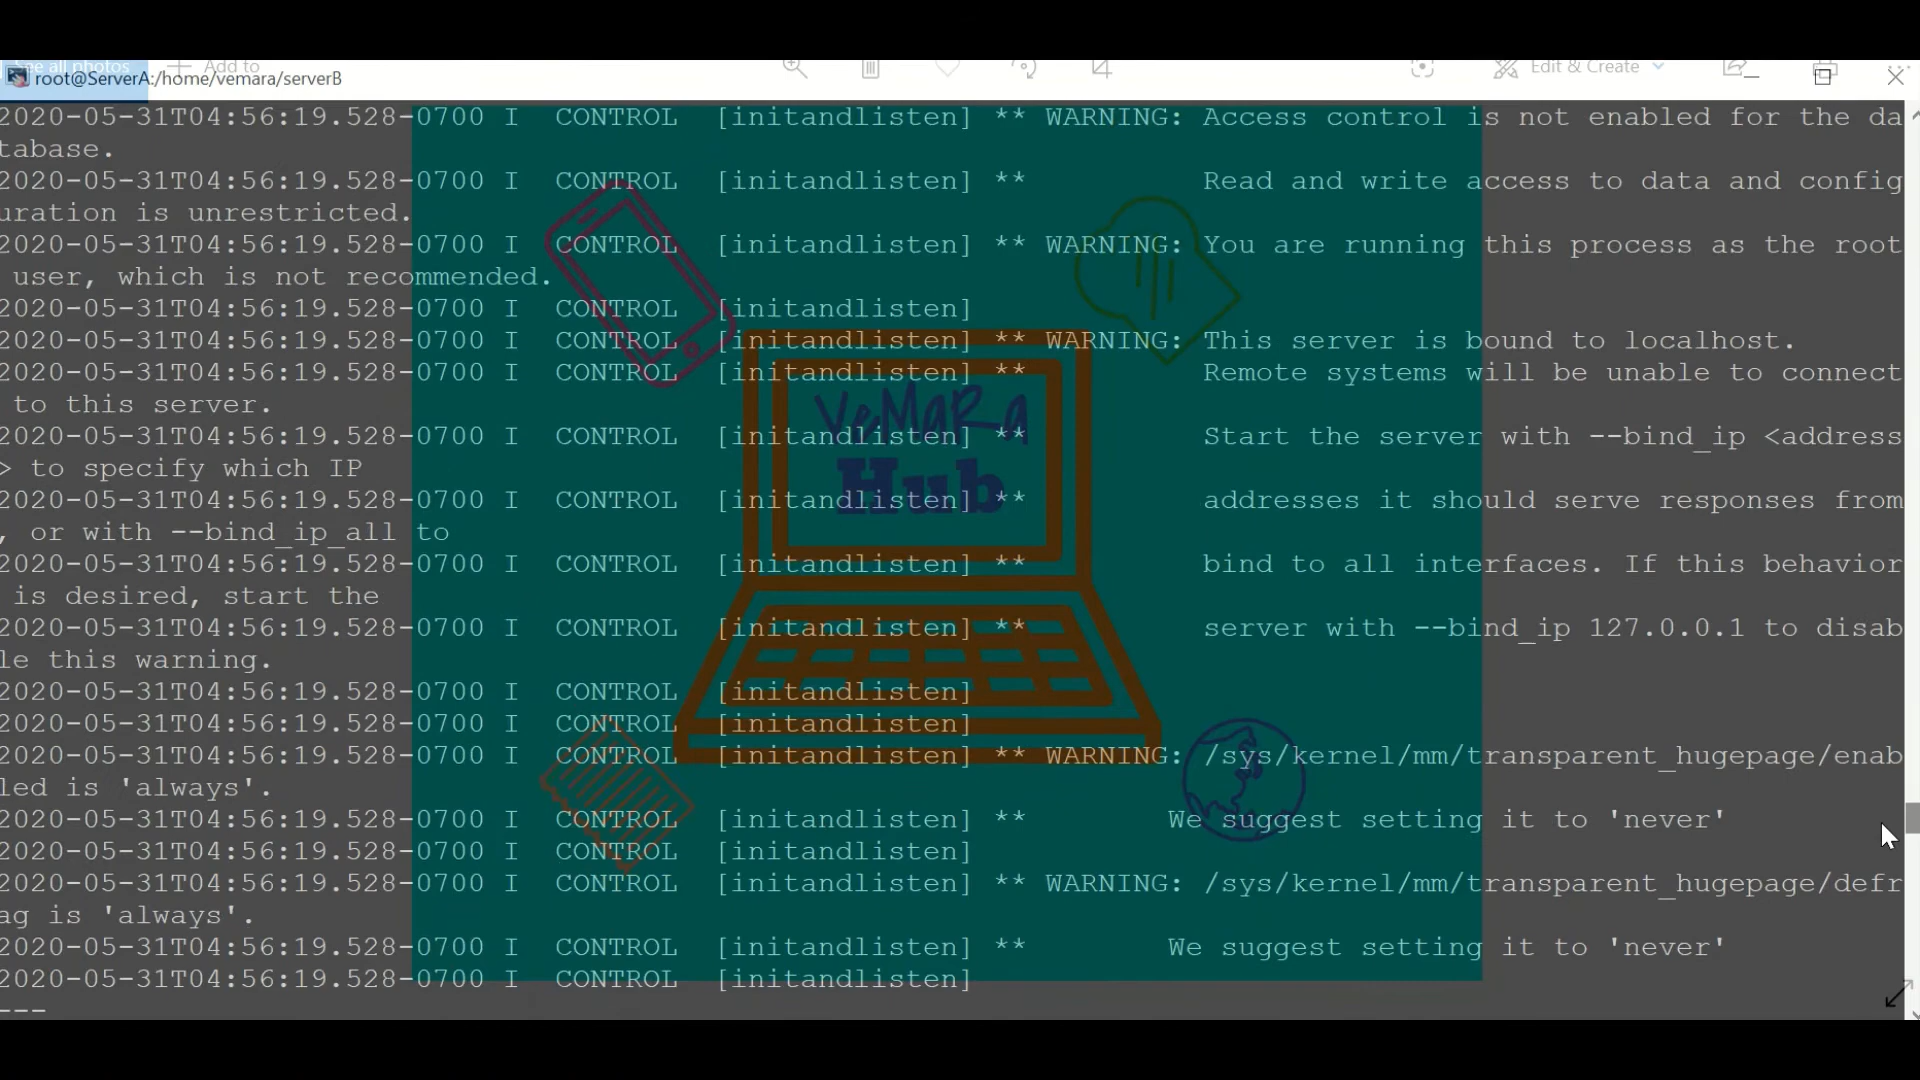 See all photos
Add to
Edit & Create
root@ServerA:/home/vemara/serverB
2020-05-31T04:56:19.528-0700 I  CONTROL  [initandlisten] ** WARNING: Access control is not enabled for the da
tabase.
2020-05-31T04:56:19.528-0700 I  CONTROL  [initandlisten] **          Read and write access to data and config
uration is unrestricted.
2020-05-31T04:56:19.528-0700 I  CONTROL  [initandlisten] ** WARNING: You are running this process as the root
 user, which is not recommended.
2020-05-31T04:56:19.528-0700 I  CONTROL  [initandlisten]
2020-05-31T04:56:19.528-0700 I  CONTROL  [initandlisten] ** WARNING: This server is bound to localhost.
2020-05-31T04:56:19.528-0700 I  CONTROL  [initandlisten] **          Remote systems will be unable to connect
 to this server.
2020-05-31T04:56:19.528-0700 I  CONTROL  [initandlisten] **          Start the server with --bind_ip <address
> to specify which IP
2020-05-31T04:56:19.528-0700 I  CONTROL  [initandlisten] **          addresses it should serve responses from
, or with --bind_ip_all to
2020-05-31T04:56:19.528-0700 I  CONTROL  [initandlisten] **          bind to all interfaces. If this behavior
 is desired, start the
2020-05-31T04:56:19.528-0700 I  CONTROL  [initandlisten] **          server with --bind_ip 127.0.0.1 to disab
le this warning.
2020-05-31T04:56:19.528-0700 I  CONTROL  [initandlisten]
2020-05-31T04:56:19.528-0700 I  CONTROL  [initandlisten]
2020-05-31T04:56:19.528-0700 I  CONTROL  [initandlisten] ** WARNING: /sys/kernel/mm/transparent_hugepage/enab
led is 'always'.
2020-05-31T04:56:19.528-0700 I  CONTROL  [initandlisten] **        We suggest setting it to 'never'
2020-05-31T04:56:19.528-0700 I  CONTROL  [initandlisten]
2020-05-31T04:56:19.528-0700 I  CONTROL  [initandlisten] ** WARNING: /sys/kernel/mm/transparent_hugepage/defr
ag is 'always'.
2020-05-31T04:56:19.528-0700 I  CONTROL  [initandlisten] **        We suggest setting it to 'never'
2020-05-31T04:56:19.528-0700 I  CONTROL  [initandlisten]
---
VeMaRa
Hub